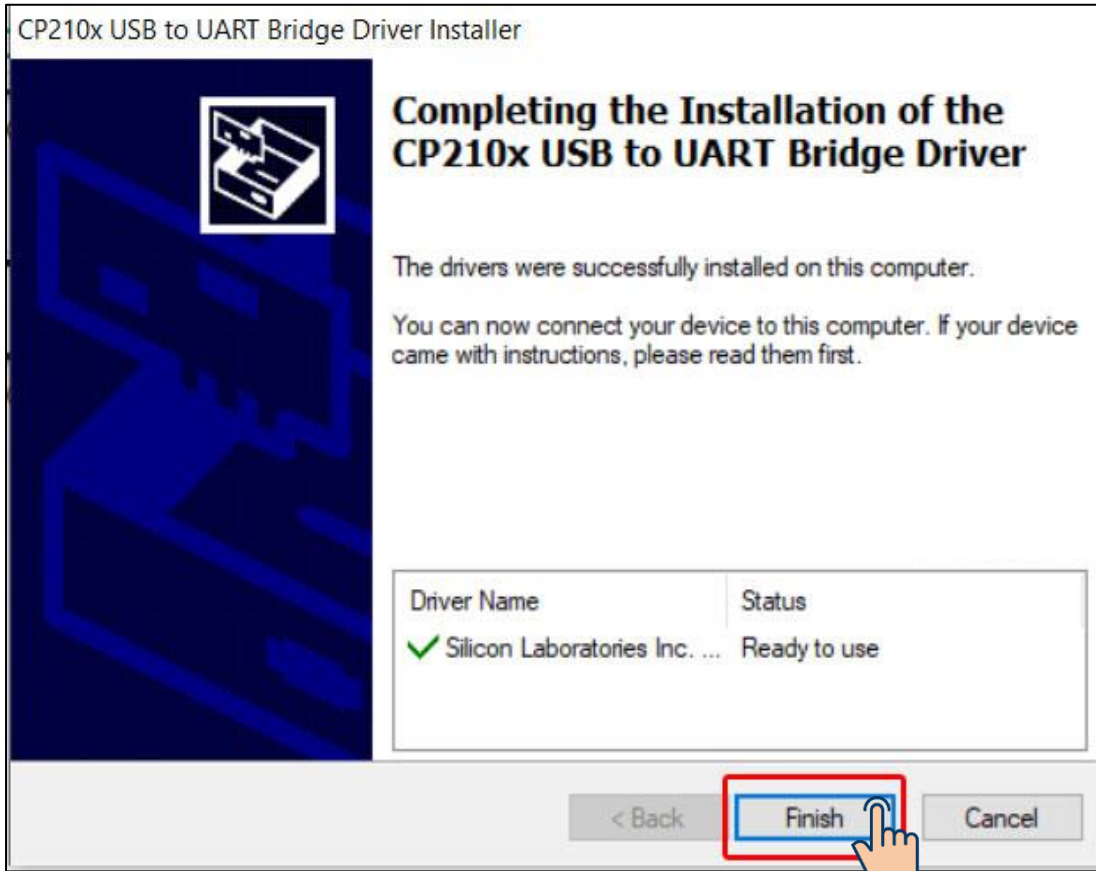 CP210x USB to UART Bridge Driver Installer
Completing the Installation of the
CP210x USB to UART Bridge Driver
The drivers were successfully installed on this computer.
You can now connect your device to this computer. If your device
came with instructions, please read them first.
Driver Name Status
Silicon Laboratories Inc. ... Ready to use
< Back Finish Cancel